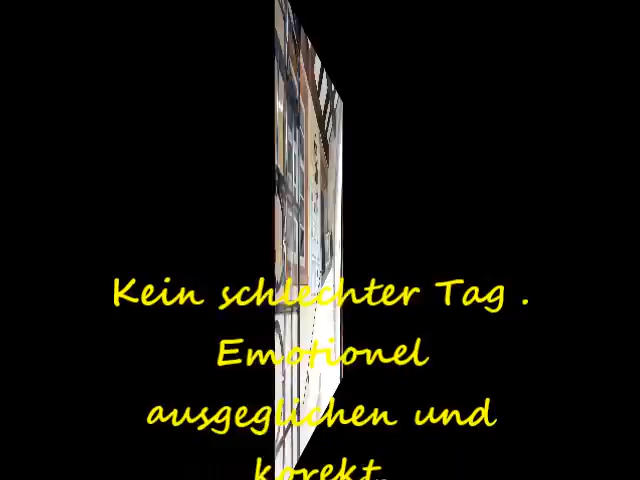 Kein schlechter Tag .
Emotionel
ausgeglichen und
korekt.